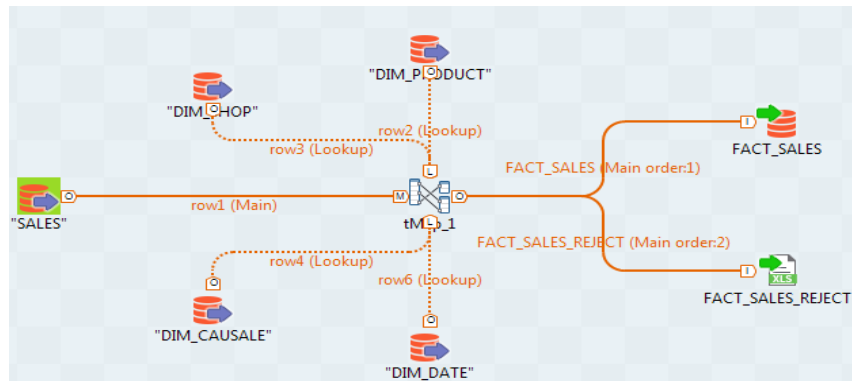 "DIM_PRODUCT"
"DIM_SHOP"
row2 (Lookup)
row3 (Lookup)
FACT_SALES
FACT_SALES (Main order:1)
row1 (Main)
"SALES"
tMap_1
FACT_SALES_REJECT (Main order:2)
row4 (Lookup)
row6 (Lookup)
XLS
FACT_SALES_REJECT
"DIM_CAUSALE"
"DIM_DATE"